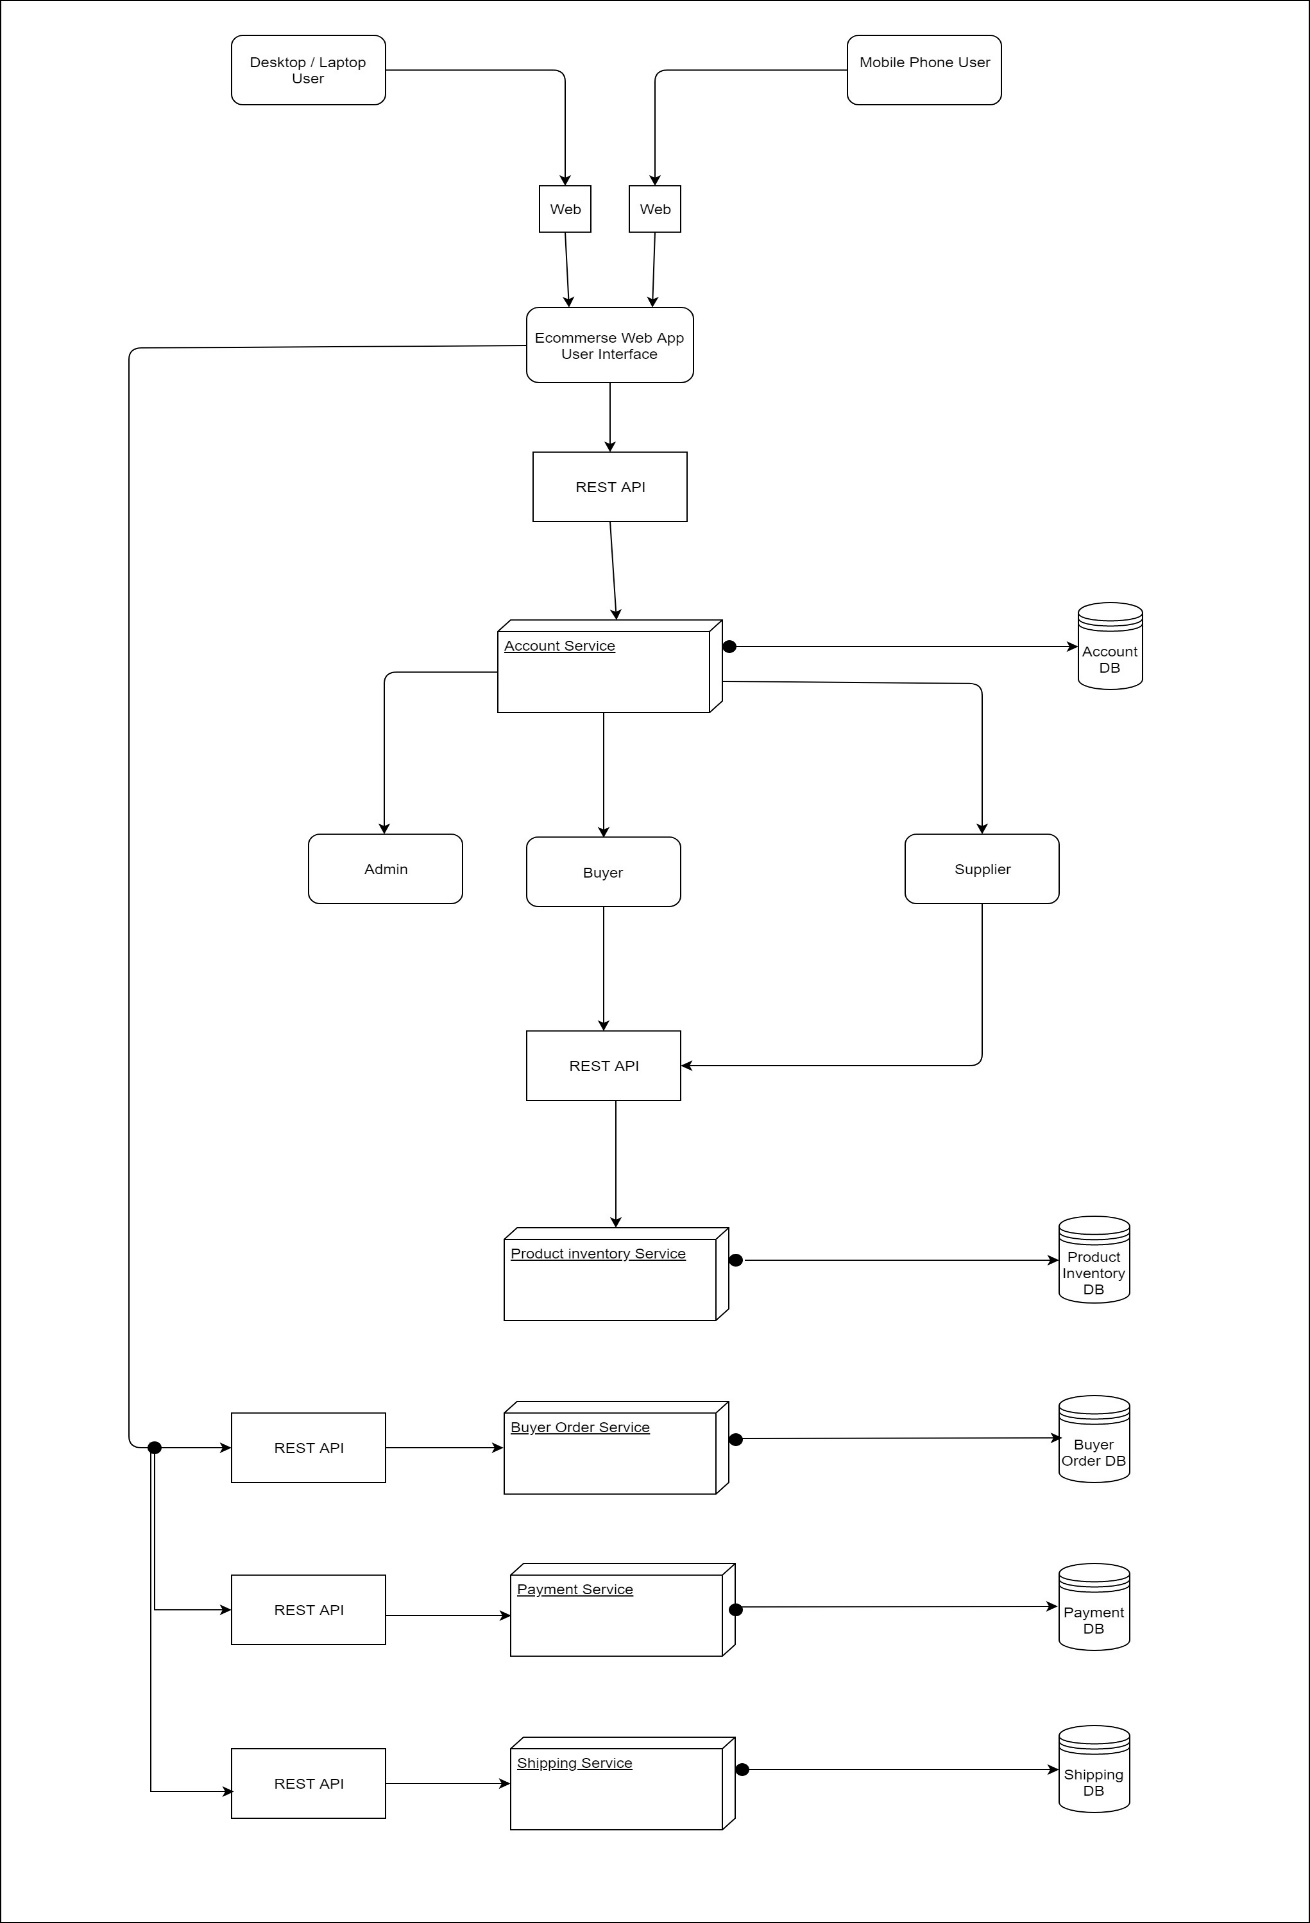 Desktop / Laptop
User
Mobile Phone User
Web
Web
Ecommerse Web App
User Interface
REST API
Account Service
Account
DB
Admin
Buyer
Supplier
REST API
Product inventory Service
Product
Inventory
DB
REST API
Buyer Order Service
Buyer
Order DB
REST API
Payment Service
Payment
DB
REST API
Shipping Service
Shipping
DB